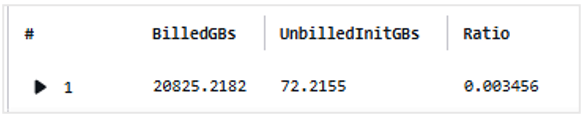 # BilledGBs UnbilledInitGBs Ratio
1 20825.2182 72.2155 0.003456